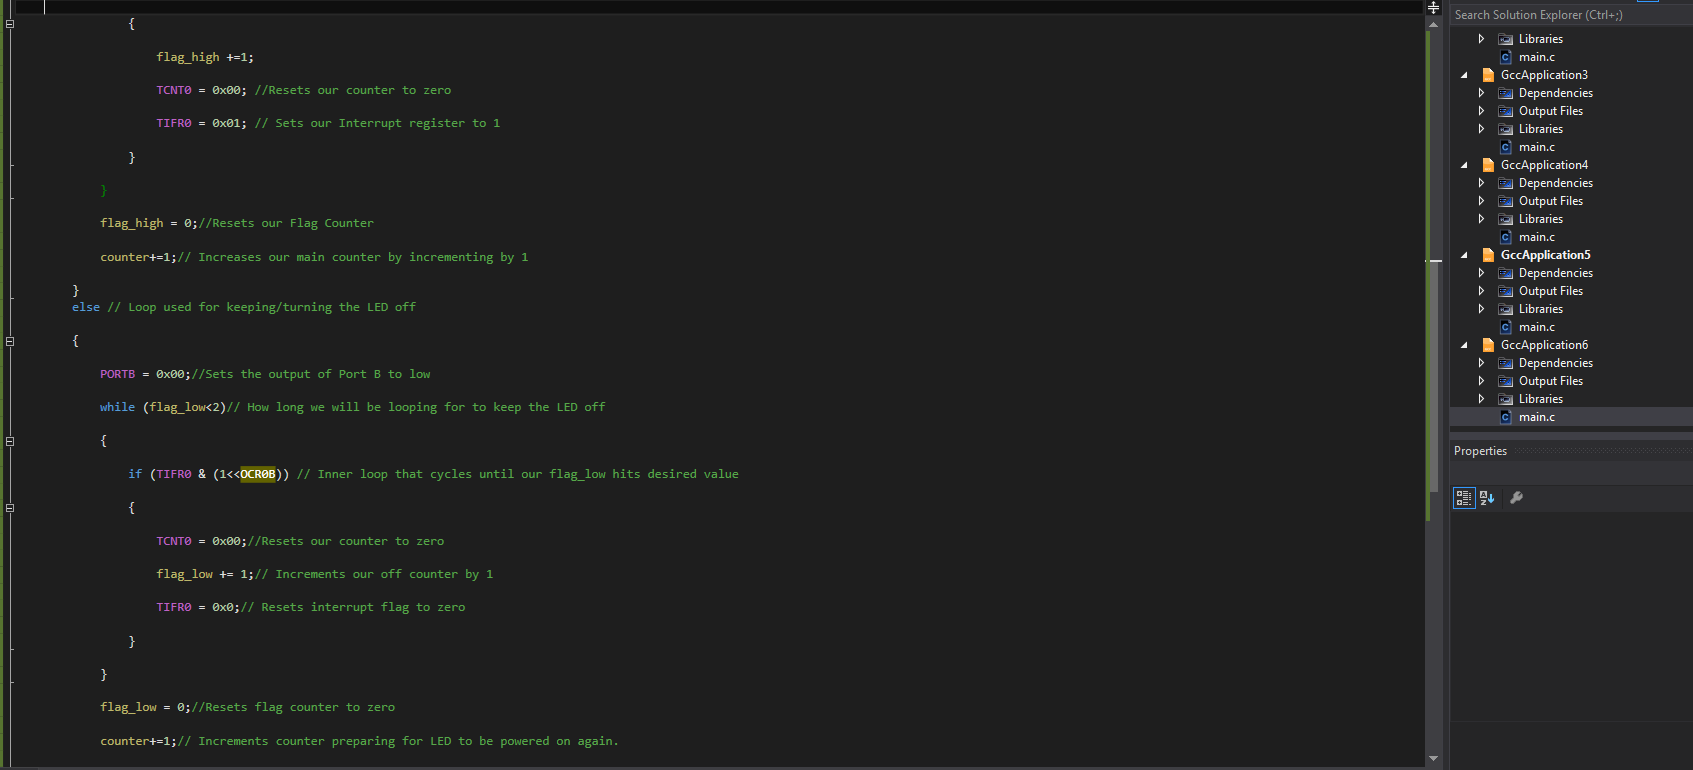 {
flag_high +=1;
TCNT0 = 0x00; //Resets our counter to zero
TIFR0 = 0x01; // Sets our Interrupt register to 1
}
}
flag_high = 0;//Resets our Flag Counter
counter+=1;// Increases our main counter by incrementing by 1
}
else // Loop used for keeping/turning the LED off
{
PORTB = 0x00;//Sets the output of Port B to low
while (flag_low<2)// How long we will be looping for to keep the LED off
{
if (TIFR0 & (1<<OCR0B)) // Inner loop that cycles until our flag_low hits desired value
{
TCNT0 = 0x00;//Resets our counter to zero
flag_low += 1;// Increments our off counter by 1
TIFR0 = 0x0;// Resets interrupt flag to zero
}
}
flag_low = 0;//Resets flag counter to zero
counter+=1;// Increments counter preparing for LED to be powered on again.
Search Solution Explorer (Ctrl+;)
Libraries
main.c
GccApplication3
Dependencies
Output Files
Libraries
main.c
GccApplication4
Dependencies
Output Files
Libraries
main.c
GccApplication5
Dependencies
Output Files
Libraries
main.c
GccApplication6
Dependencies
Output Files
Libraries
main.c
Properties